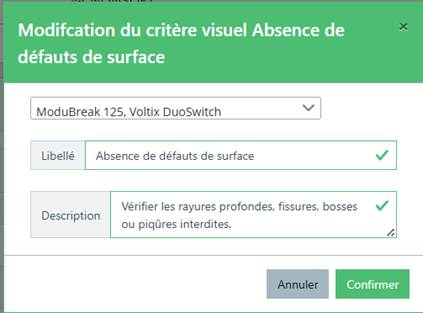 Modifcation du critère visuel Absence de
défauts de surface
×
ModuBreak 125, Voltix DuoSwitch
Libellé Absence de défauts de surface
Description Vérifier les rayures profondes, fissures, bosses
ou piqûres interdites.
Annuler Confirmer